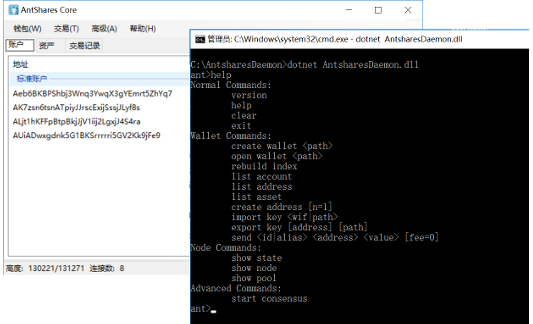 AntShares Core
钱包(W) 交易(T) 高级(A) 帮助(H)
账户 资产 交易记录
地址
标准账户
Aeb6BKBPShbj3Wnq3YwqX3gYEmrt5ZhYq7
AK7zsn6tsnATpiyJJrscExijSssjJLyf8s
ALjt1hKFFpBtpBkjJjV1iij2LgxjJ4S4ra
AUiADwxgdnk5G1BKSrrrrri5GV2Kk9jFe9
高度: 130221/131271 连接数: 8
管理员: C:\Windows\system32\cmd.exe - dotnet AntsharesDaemon.dll
C:\AntsharesDaemon>dotnet AntsharesDaemon.dll
ant>help
Normal Commands:
version
help
clear
exit
Wallet Commands:
create wallet <path>
open wallet <path>
rebuild index
list account
list address
list asset
create address [n=1]
import key <wif|path>
export key [address] [path]
send <id|alias> <address> <value> [fee=0]
Node Commands:
show state
show node
show pool
Advanced Commands:
start consensus
ant>_